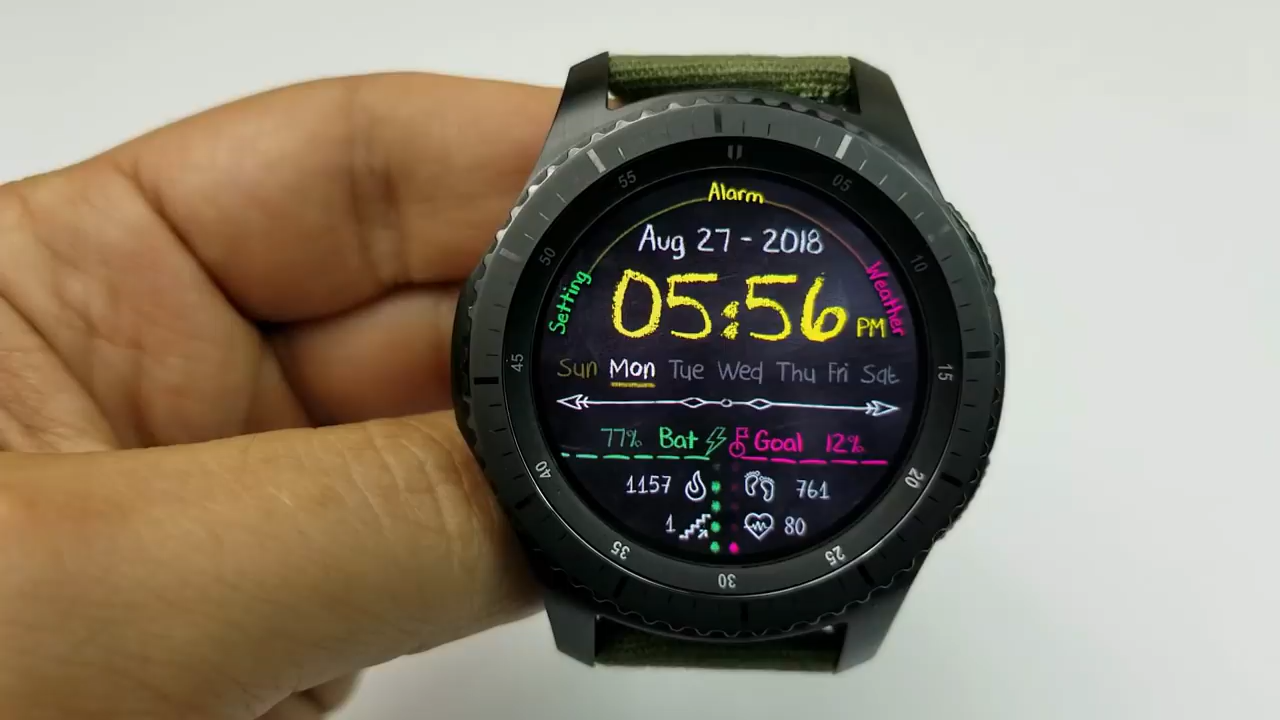 Alarm
Aug 27 - 2018
Setting
05:56 PM
Weather
Sun Mon Tue Wed Thu Fri Sat
77% Bat Goal 12%
1157 761
1 80
05
10
15
20
25
30
35
40
45
50
55